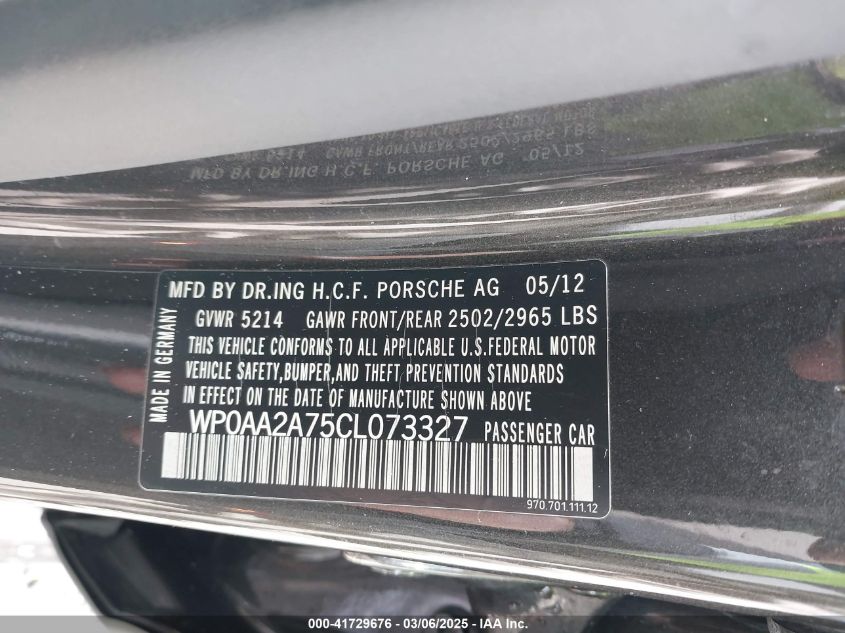 MFD BY DR.ING H.C.F. PORSCHE AG 05/12
GVWR 5214 GAWR FRONT/REAR 2502/2965 LBS
THIS VEHICLE CONFORMS TO ALL APPLICABLE U.S.FEDERAL MOTOR
VEHICLE SAFETY,BUMPER,AND THEFT PREVENTION STANDARDS
IN EFFECT ON THE DATE OF MANUFACTURE SHOWN ABOVE
MADE IN GERMANY
WP0AA2A75CL073327 PASSENGER CAR
970.701.111.12
000-41729676 - 03/06/2025 - IAA Inc.